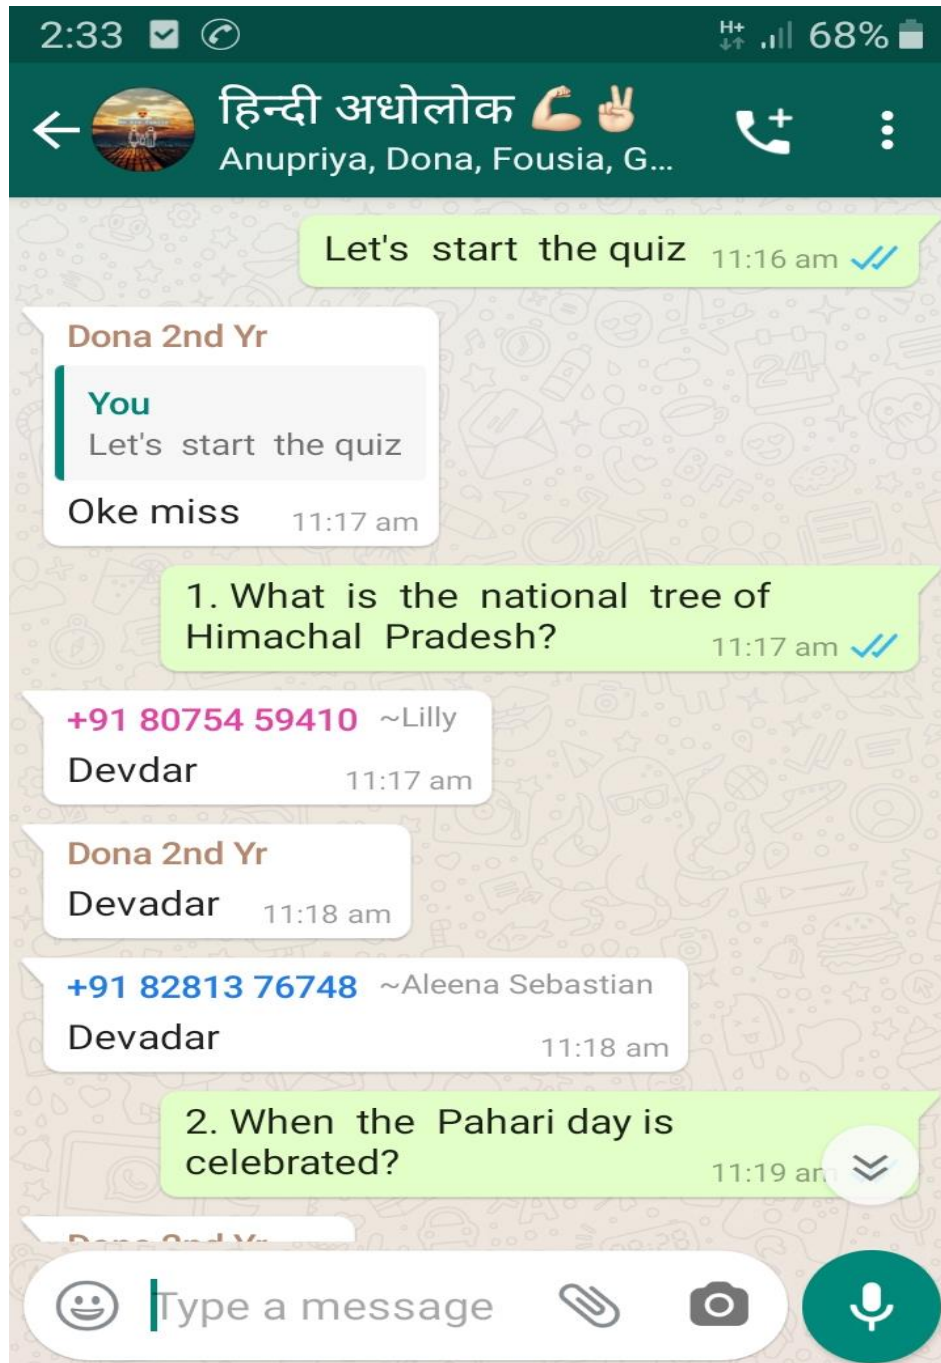 2:33 H+ 68%
हिन्दी अधोलोक 💪🏻✌🏻
Anupriya, Dona, Fousia, G...
Let's start the quiz 11:16 am
Dona 2nd Yr
You
Let's start the quiz
Oke miss 11:17 am
1. What is the national tree of
Himachal Pradesh? 11:17 am
+91 80754 59410 ~Lilly
Devdar 11:17 am
Dona 2nd Yr
Devadar 11:18 am
+91 82813 76748 ~Aleena Sebastian
Devadar 11:18 am
2. When the Pahari day is
celebrated? 11:19 am
Type a message